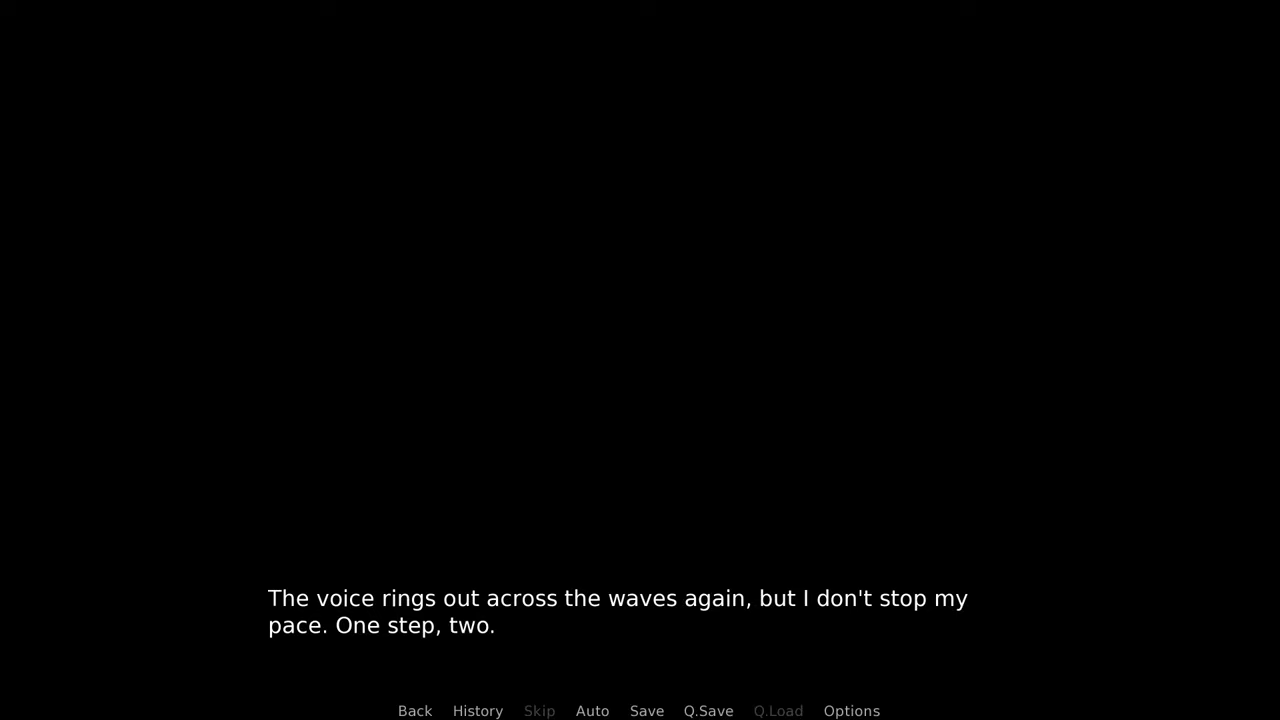 The voice rings out across the waves again, but I don't stop my
pace. One step, two.
Back History Skip Auto Save Q.Save Q.Load Options